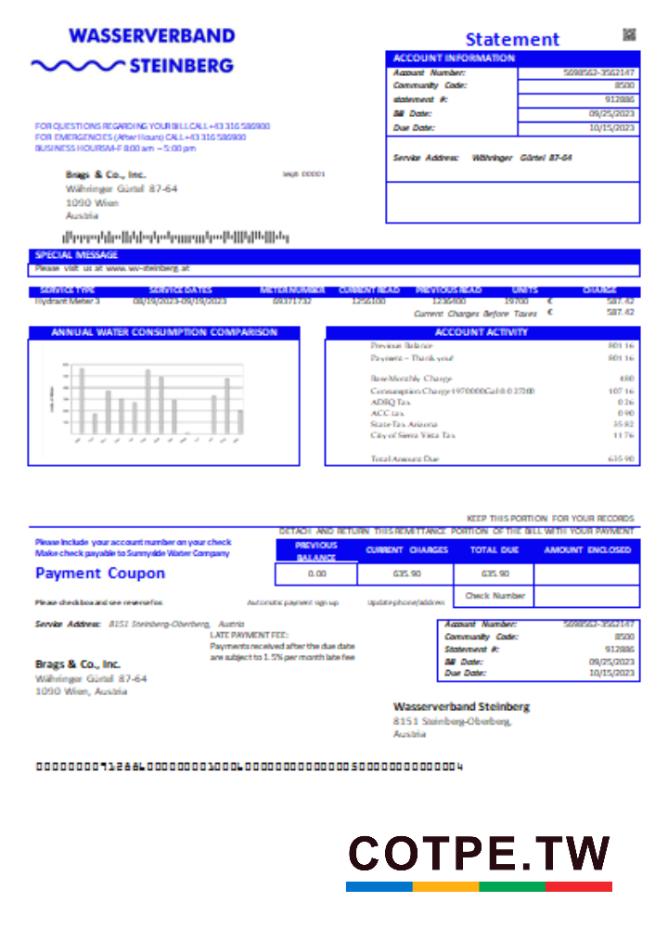 WASSERVERBAND
STEINBERG
Statement
ACCOUNT INFORMATION
Account Number: 5698562-3562147
Community Code: 8500
statement #: 912886
Bill Date: 09/25/2023
Due Date: 10/15/2023
Service Address: Währinger Gürtel 87-64
FOR QUESTIONS REGARDING YOUR BILL CALL +43 316 586900
FOR EMERGENCIES (After Hours) CALL +43 316 586900
BUSINESS HOURS M-F 8:00 am – 5:00 pm
Brags & Co., Inc. 00001
Währinger Gürtel 87-64
1090 Wien
Austria
SPECIAL MESSAGE
Please visit us at www.wv-steinberg.at
SERVICE TYPE SERVICE DATES METER NUMBER CURRENT READ PREVIOUS READ UNITS CHARGE
Hydrant Meter 3 08/19/2023-09/19/2023 69371732 1256100 1236400 19700 € 587.42
Current Charges Before Taxes € 587.42
ANNUAL WATER CONSUMPTION COMPARISON
ACCOUNT ACTIVITY
Previous Balance 801.16
Payment – Thank you! 801.16
Base Monthly Charge 480
Consumption Charge 107.16
ADEQ Tax 0.26
ACC tax 0.90
State Tax Arizona 35.82
City of Sierra Vista Tax 11.76
Total Amount Due 635.90
KEEP THIS PORTION FOR YOUR RECORDS
DETACH AND RETURN THIS REMITTANCE PORTION OF THE BILL WITH YOUR PAYMENT
Please Include your account number on your check
Make check payable to Sunnyside Water Company
Payment Coupon
PREVIOUS BALANCE CURRENT CHARGES TOTAL DUE AMOUNT ENCLOSED
0.00 635.90 635.90
Check Number
Please check box and see reverse for: Automatic payment sign up Update phone/address
Service Address: 8151 Steinberg-Oberberg, Austria
LATE PAYMENT FEE:
Payments received after the due date
are subject to 1.5% per month late fee
Account Number: 5698562-3562147
Community Code: 8500
Statement #: 912886
Bill Date: 09/25/2023
Due Date: 10/15/2023
Brags & Co., Inc.
Währinger Gürtel 87-64
1090 Wien, Austria
Wasserverband Steinberg
8151 Steinberg-Oberberg,
Austria
COTPE.TW